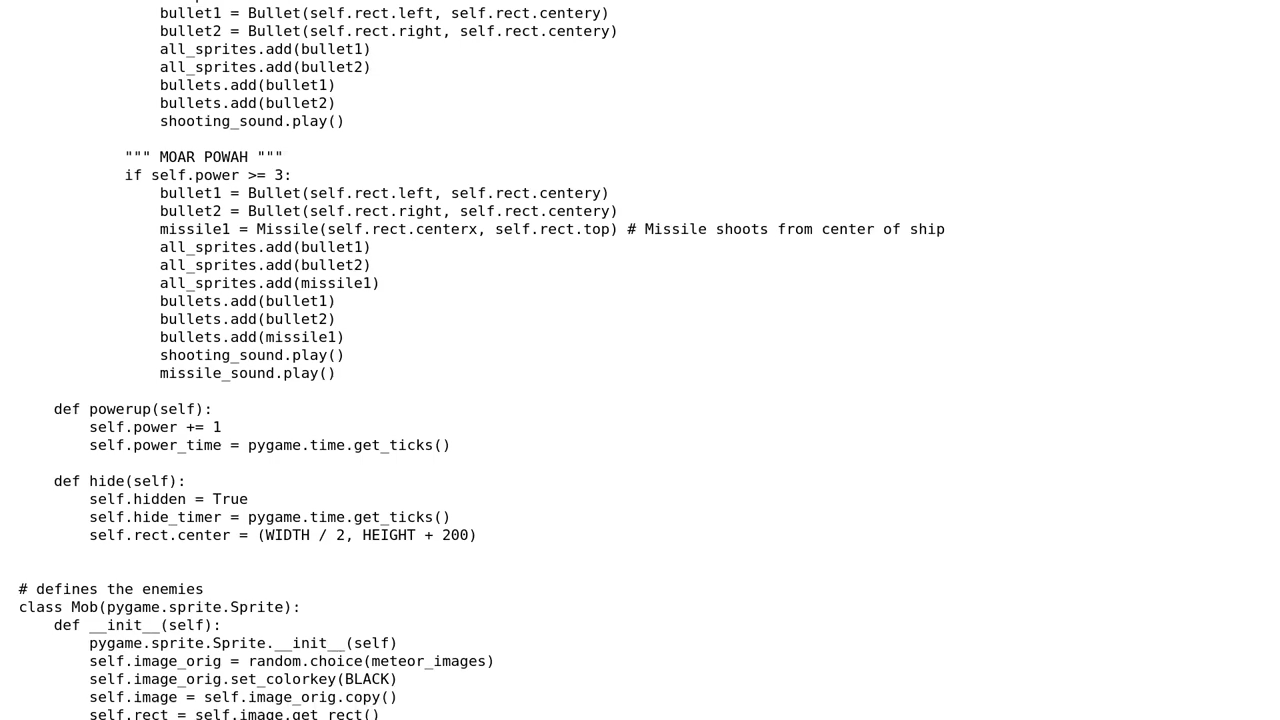 bullet1 = Bullet(self.rect.left, self.rect.centery)
bullet2 = Bullet(self.rect.right, self.rect.centery)
all_sprites.add(bullet1)
all_sprites.add(bullet2)
bullets.add(bullet1)
bullets.add(bullet2)
shooting_sound.play()
""" MOAR POWAH """
if self.power >= 3:
bullet1 = Bullet(self.rect.left, self.rect.centery)
bullet2 = Bullet(self.rect.right, self.rect.centery)
missile1 = Missile(self.rect.centerx, self.rect.top) # Missile shoots from center of ship
all_sprites.add(bullet1)
all_sprites.add(bullet2)
all_sprites.add(missile1)
bullets.add(bullet1)
bullets.add(bullet2)
bullets.add(missile1)
shooting_sound.play()
missile_sound.play()
def powerup(self):
self.power += 1
self.power_time = pygame.time.get_ticks()
def hide(self):
self.hidden = True
self.hide_timer = pygame.time.get_ticks()
self.rect.center = (WIDTH / 2, HEIGHT + 200)
# defines the enemies
class Mob(pygame.sprite.Sprite):
def __init__(self):
pygame.sprite.Sprite.__init__(self)
self.image_orig = random.choice(meteor_images)
self.image_orig.set_colorkey(BLACK)
self.image = self.image_orig.copy()
self.rect = self.image.get_rect()